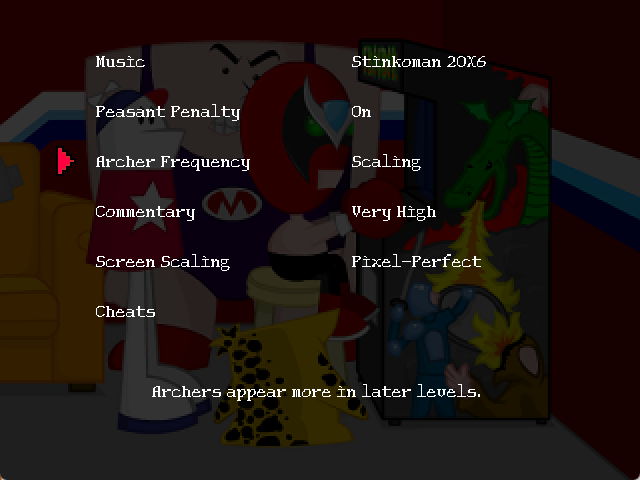 Music Stinkoman 20X6
Peasant Penalty On
Archer Frequency Scaling
Commentary Very High
Screen Scaling Pixel-Perfect
Cheats
Archers appear more in later levels.
M